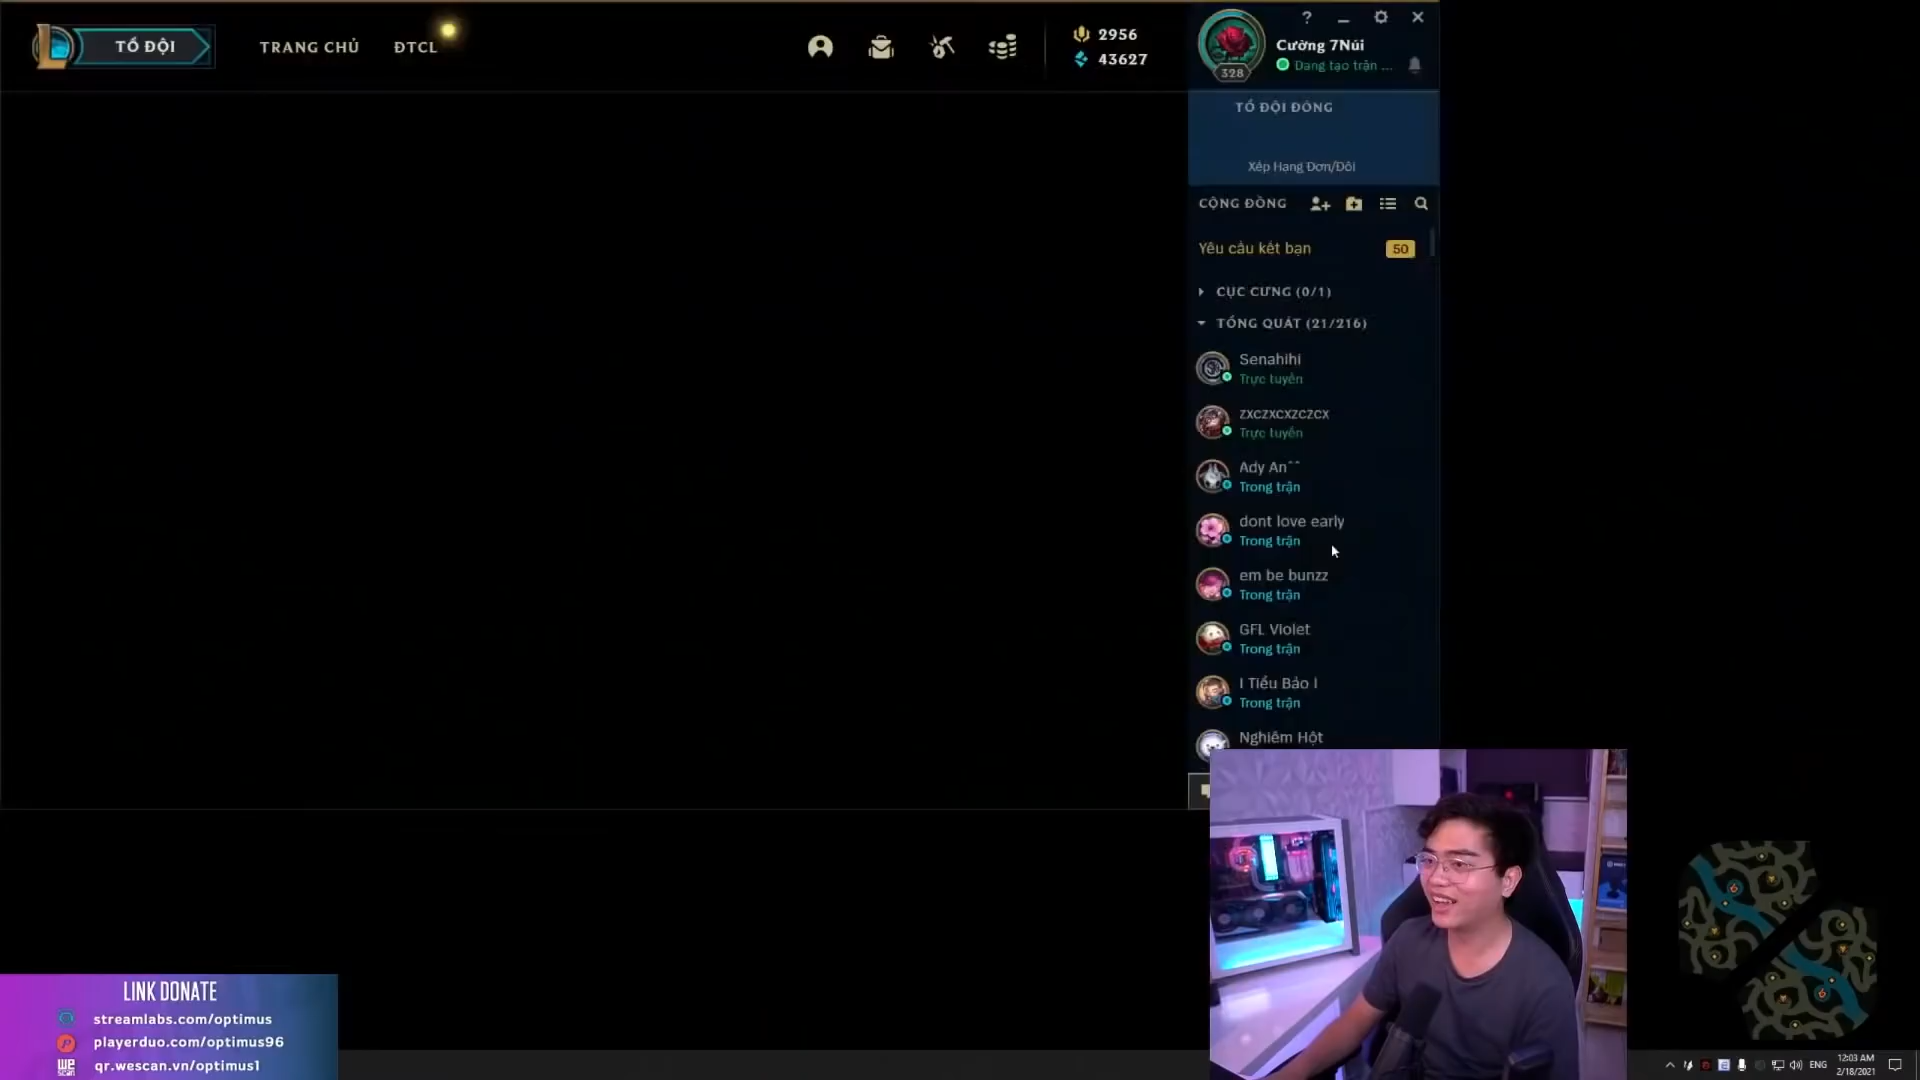 TỔ ĐỘI
TRANG CHỦ
ĐTCL
2956
43627
328
Cường 7Núi
Đang tạo trận ...
TỔ ĐỘI ĐÓNG
Xếp Hạng Đơn/Đôi
CỘNG ĐỒNG
Yêu cầu kết bạn
50
CỤC CƯNG (0/1)
TỔNG QUÁT (21/216)
Senahihi
Trực tuyến
zxczxcxzczcx
Trực tuyến
Ady An^^
Trong trận
dont love early
Trong trận
em be bunzz
Trong trận
GFL Violet
Trong trận
I Tiểu Bảo I
Trong trận
Nghiêm Hột
LINK DONATE
streamlabs.com/optimus
playerduo.com/optimus96
WE SCAN
qr.wescan.vn/optimus1
ENG
12:03 AM
2/18/2021